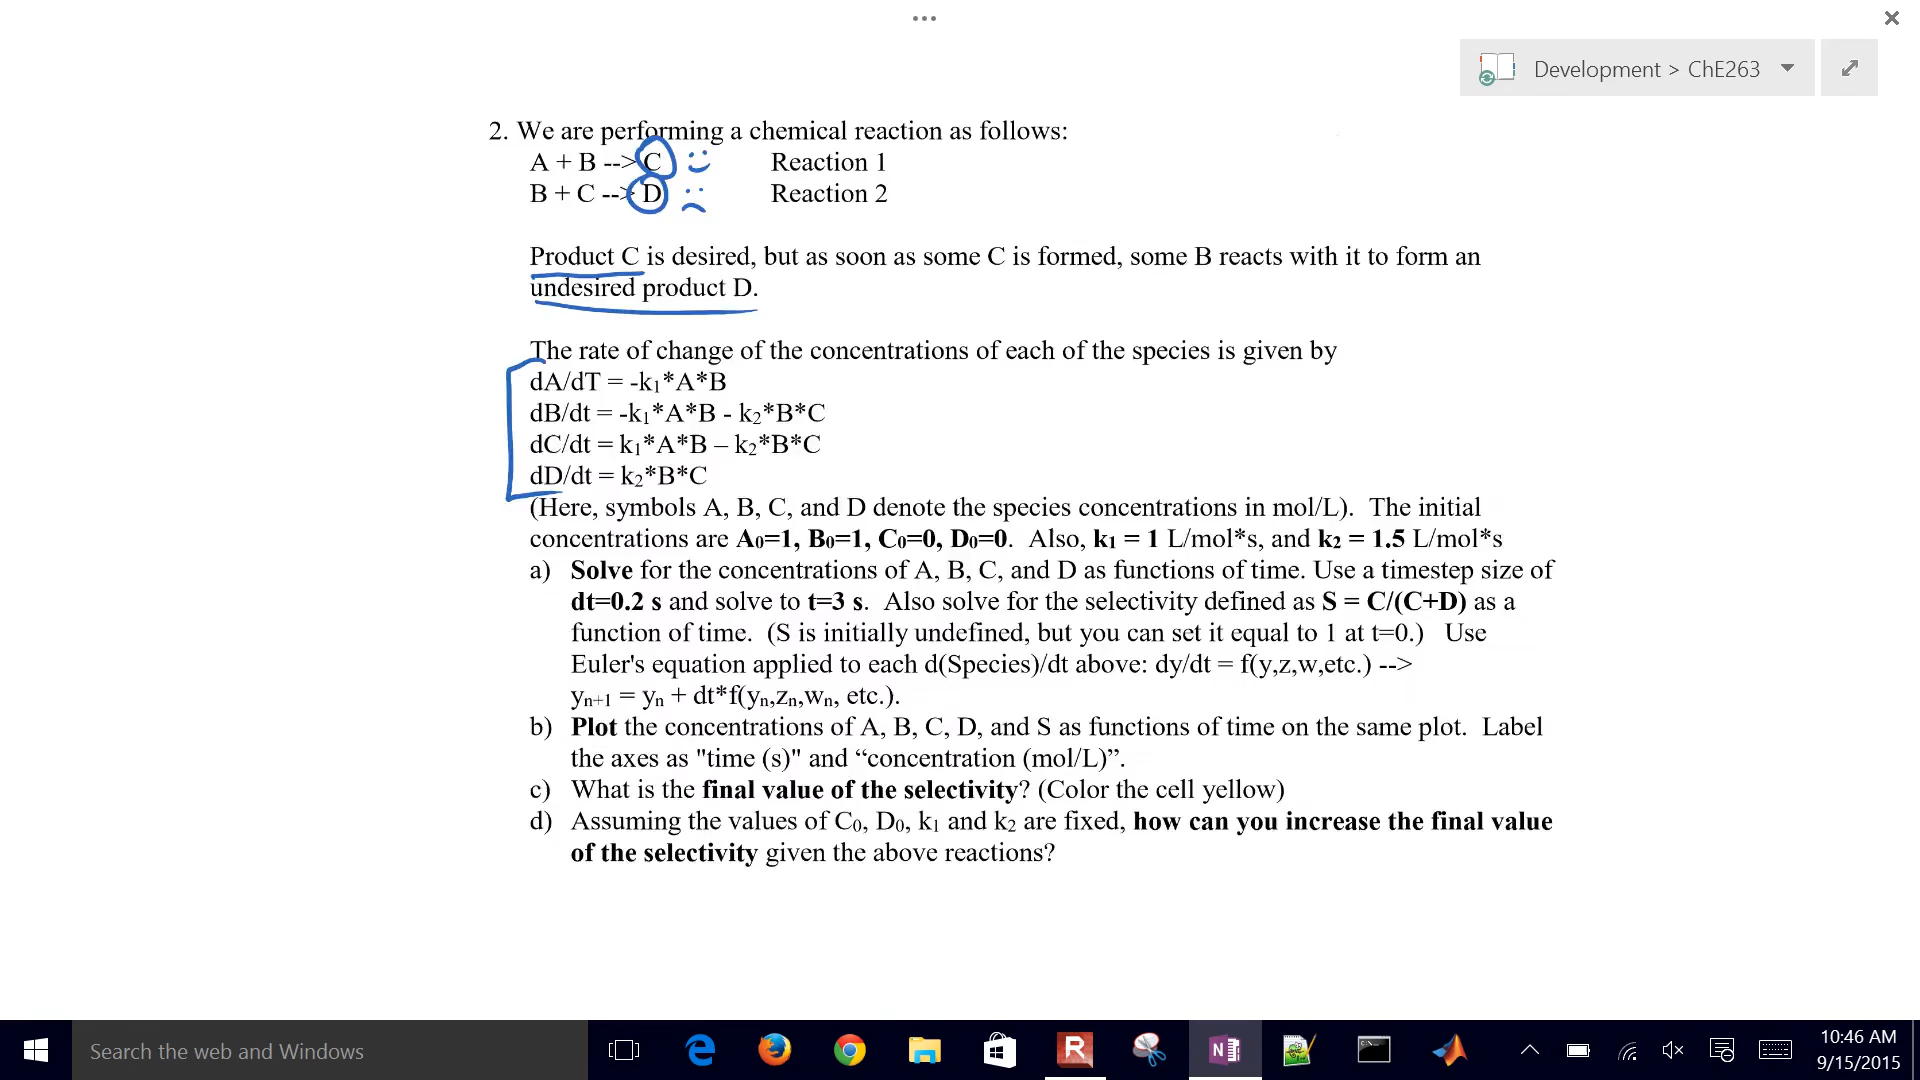 Development > ChE263
2. We are performing a chemical reaction as follows:
A + B --> C Reaction 1
B + C --> D Reaction 2
Product C is desired, but as soon as some C is formed, some B reacts with it to form an
undesired product D.
The rate of change of the concentrations of each of the species is given by
dA/dT = -k₁*A*B
dB/dt = -k₁*A*B - k₂*B*C
dC/dt = k₁*A*B – k₂*B*C
dD/dt = k₂*B*C
(Here, symbols A, B, C, and D denote the species concentrations in mol/L). The initial
concentrations are A₀=1, B₀=1, C₀=0, D₀=0. Also, k₁ = 1 L/mol*s, and k₂ = 1.5 L/mol*s
a) Solve for the concentrations of A, B, C, and D as functions of time. Use a timestep size of
dt=0.2 s and solve to t=3 s. Also solve for the selectivity defined as S = C/(C+D) as a
function of time. (S is initially undefined, but you can set it equal to 1 at t=0.) Use
Euler's equation applied to each d(Species)/dt above: dy/dt = f(y,z,w,etc.) -->
yₙ₊₁ = yₙ + dt*f(yₙ,zₙ,wₙ, etc.).
b) Plot the concentrations of A, B, C, D, and S as functions of time on the same plot. Label
the axes as "time (s)" and “concentration (mol/L)”.
c) What is the final value of the selectivity? (Color the cell yellow)
d) Assuming the values of C₀, D₀, k₁ and k₂ are fixed, how can you increase the final value
of the selectivity given the above reactions?
Search the web and Windows
10:46 AM
9/15/2015